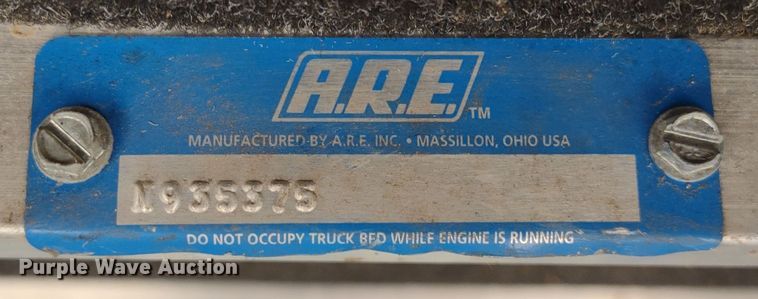 A.R.E.™
MANUFACTURED BY A.R.E. INC. • MASSILLON, OHIO USA
N935375
DO NOT OCCUPY TRUCK BED WHILE ENGINE IS RUNNING
Purple Wave Auction